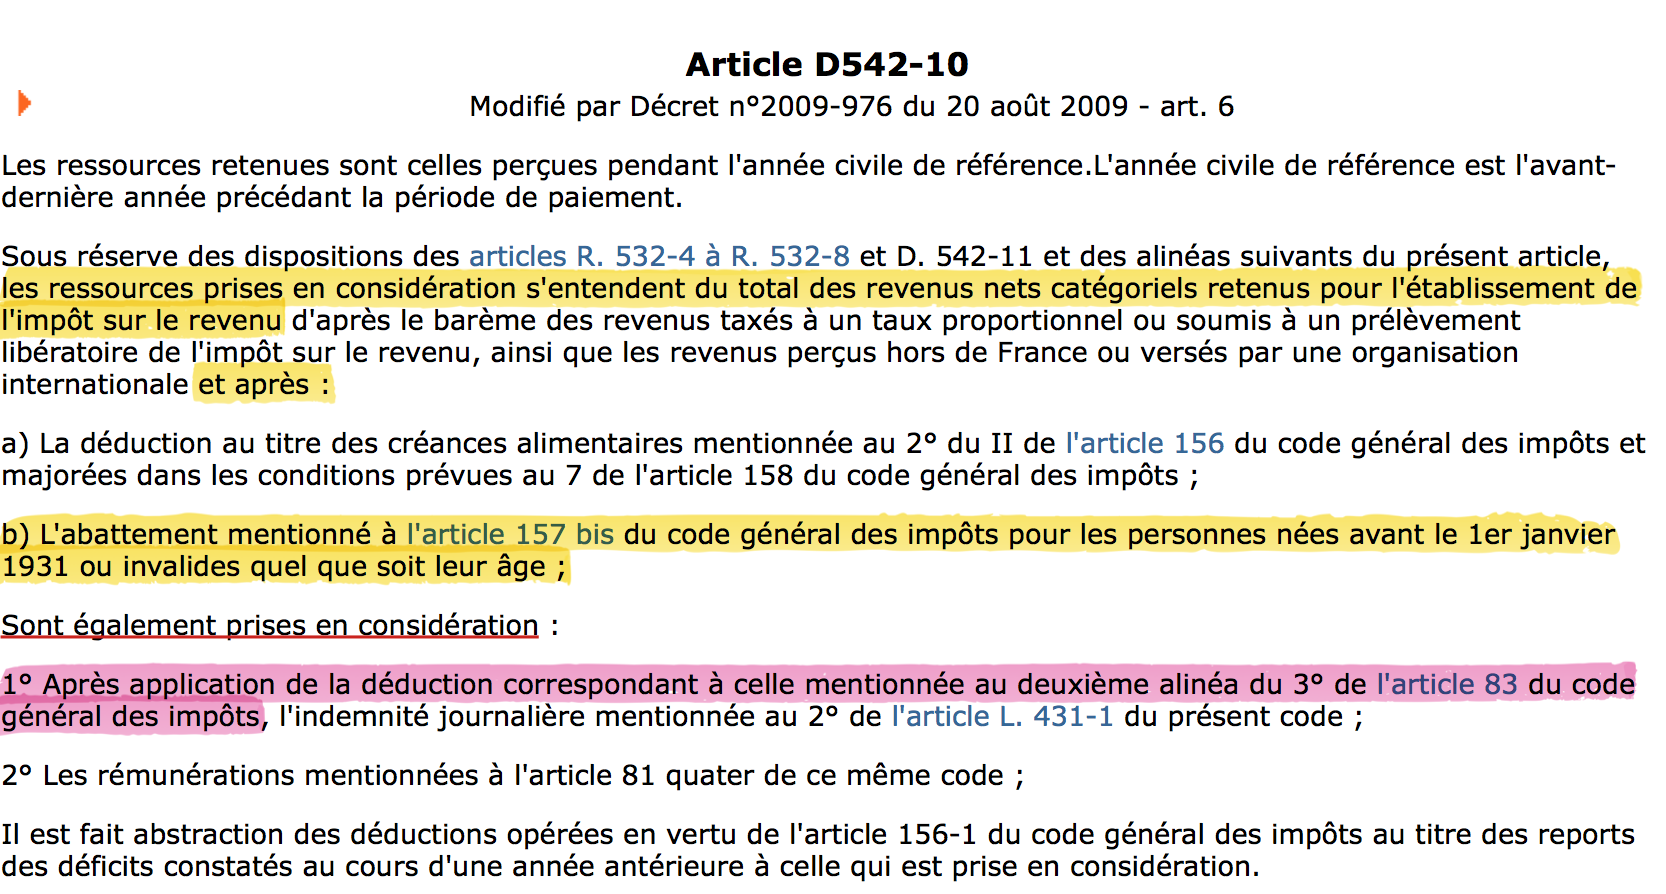 Article D542-10
Modifié par Décret n°2009-976 du 20 août 2009 - art. 6
Les ressources retenues sont celles perçues pendant l'année civile de référence.L'année civile de référence est l'avant-
dernière année précédant la période de paiement.
Sous réserve des dispositions des articles R. 532-4 à R. 532-8 et D. 542-11 et des alinéas suivants du présent article,
les ressources prises en considération s'entendent du total des revenus nets catégoriels retenus pour l'établissement de
l'impôt sur le revenu d'après le barème des revenus taxés à un taux proportionnel ou soumis à un prélèvement
libératoire de l'impôt sur le revenu, ainsi que les revenus perçus hors de France ou versés par une organisation
internationale et après :
a) La déduction au titre des créances alimentaires mentionnée au 2° du II de l'article 156 du code général des impôts et
majorées dans les conditions prévues au 7 de l'article 158 du code général des impôts ;
b) L'abattement mentionné à l'article 157 bis du code général des impôts pour les personnes nées avant le 1er janvier
1931 ou invalides quel que soit leur âge ;
Sont également prises en considération :
1° Après application de la déduction correspondant à celle mentionnée au deuxième alinéa du 3° de l'article 83 du code
général des impôts, l'indemnité journalière mentionnée au 2° de l'article L. 431-1 du présent code ;
2° Les rémunérations mentionnées à l'article 81 quater de ce même code ;
Il est fait abstraction des déductions opérées en vertu de l'article 156-1 du code général des impôts au titre des reports
des déficits constatés au cours d'une année antérieure à celle qui est prise en considération.